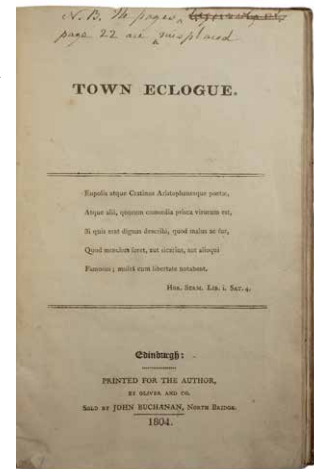 N.B. The pages
page 22 are misplaced
TOWN ECLOGUE.
Eupolis atque Cratinus Aristophanesque poetæ,
Atque alii, quorum comœdia prisca virorum est,
Si quis erat dignus describi, quod malus ac fur,
Quod mœchus foret, aut sicarius, aut alioqui
Famosus; multâ cum libertate notabant.
Hor. Serm. Lib. i. Sat. 4.
Edinburgh:
PRINTED FOR THE AUTHOR,
BY OLIVER AND CO.
Sold by JOHN BUCHANAN, North Bridge.
1804.